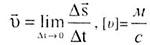 υ⃗ = lim Δt→0 Δs⃗/Δt , [υ] = м/с